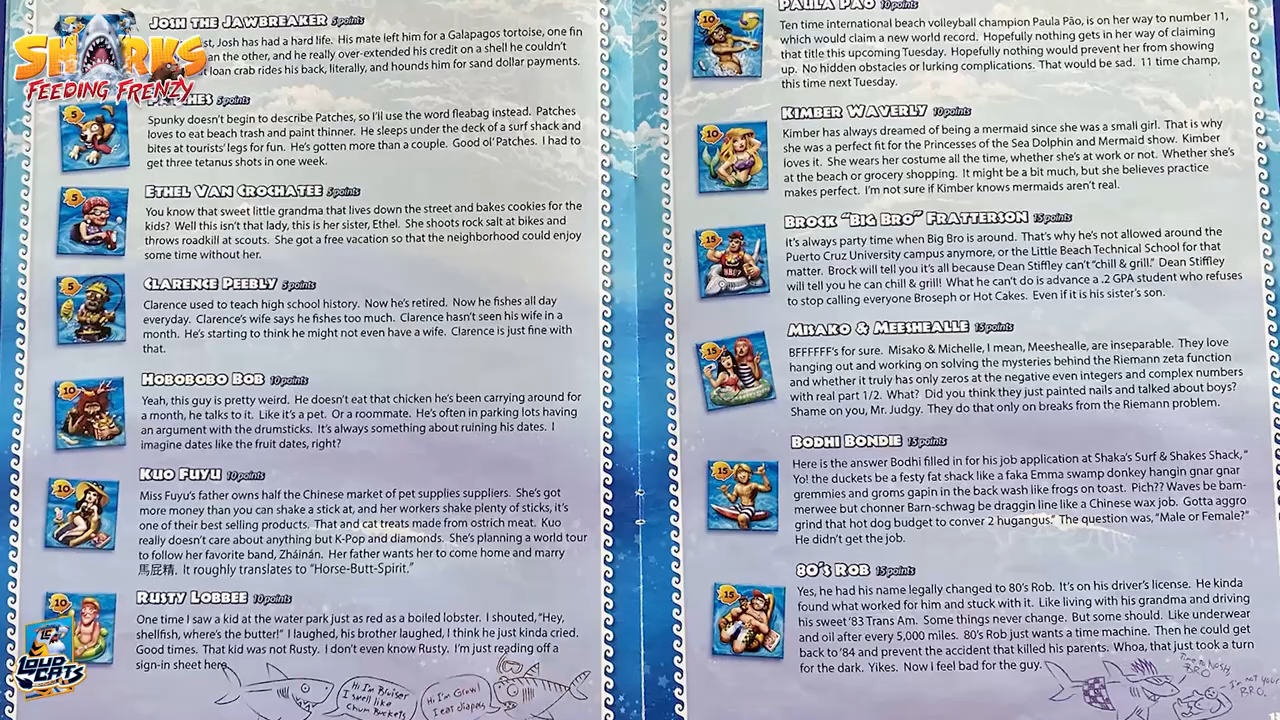 SHARKS
FEEDING FRENZY
JOSH THE JAWBREAKER 5 points
st, Josh has had a hard life. His mate left him for a Galapagos tortoise, one fin
an the other, and he really over-extended his credit on a shell he couldn't
loan crab rides his back, literally, and hounds him for sand dollar payments.
PATCHES 5 points
5
Spunky doesn't begin to describe Patches, so I'll use the word fleabag instead. Patches
loves to eat beach trash and paint thinner. He sleeps under the deck of a surf shack and
bites at tourists' legs for fun. He's gotten more than a couple. Good ol' Patches. I had to
get three tetanus shots in one week.
ETHEL VAN CROCHATEE 5 points
5
You know that sweet little grandma that lives down the street and bakes cookies for the
kids? Well this isn't that lady, this is her sister, Ethel. She shoots rock salt at bikes and
throws roadkill at scouts. She got a free vacation so that the neighborhood could enjoy
some time without her.
CLARENCE PEEBLY 5 points
5
Clarence used to teach high school history. Now he's retired. Now he fishes all day
everyday. Clarence's wife says he fishes too much. Clarence hasn't seen his wife in a
month. He's starting to think he might not even have a wife. Clarence is just fine with
that.
HOBOBOBO BOB 10 points
10
Yeah, this guy is pretty weird. He doesn't eat that chicken he's been carrying around for
a month, he talks to it. Like it's a pet. Or a roommate. He's often in parking lots having
an argument with the drumsticks. It's always something about ruining his dates. I
imagine dates like the fruit dates, right?
KUO FUYU 10 points
10
Miss Fuyu's father owns half the Chinese market of pet supplies suppliers. She's got
more money than you can shake a stick at, and her workers shake plenty of sticks, it's
one of their best selling products. That and cat treats made from ostrich meat. Kuo
really doesn't care about anything but K-Pop and diamonds. She's planning a world tour
to follow her favorite band, Zháinán. Her father wants her to come home and marry
馬屁精. It roughly translates to "Horse-Butt-Spirit."
RUSTY LOBBEE 10 points
10
One time I saw a kid at the water park just as red as a boiled lobster. I shouted, "Hey,
shellfish, where's the butter!" I laughed, his brother laughed, I think he just kinda cried.
Good times. That kid was not Rusty. I don't even know Rusty. I'm just reading off a
sign-in sheet here.
LC
LOUD CATS
Hi I'm Bruiser
I smell like
Chum Buckets
Hi I'm Growl
I eat diapers
PAULA PÃO 10 points
10
Ten time international beach volleyball champion Paula Pão, is on her way to number 11,
which would claim a new world record. Hopefully nothing gets in her way of claiming
that title this upcoming Tuesday. Hopefully nothing would prevent her from showing
up. No hidden obstacles or lurking complications. That would be sad. 11 time champ,
this time next Tuesday.
KIMBER WAVERLY 10 points
10
Kimber has always dreamed of being a mermaid since she was a small girl. That is why
she was a perfect fit for the Princesses of the Sea Dolphin and Mermaid show. Kimber
loves it. She wears her costume all the time, whether she's at work or not. Whether she's
at the beach or grocery shopping. It might be a bit much, but she believes practice
makes perfect. I'm not sure if Kimber knows mermaids aren't real.
BROCK "BIG BRO" FRATTERSON 15 points
15
It's always party time when Big Bro is around. That's why he's not allowed around the
Puerto Cruz University campus anymore, or the Little Beach Technical School for that
matter. Brock will tell you it's all because Dean Stiffley can't "chill & grill." Dean Stiffley
will tell you he can chill & grill! What he can't do is advance a .2 GPA student who refuses
to stop calling everyone Broseph or Hot Cakes. Even if it is his sister's son.
MISAKO & MEESHEALLE 15 points
15
BFFFFFF's for sure. Misako & Michelle, I mean, Meeshealle, are inseparable. They love
hanging out and working on solving the mysteries behind the Riemann zeta function
and whether it truly has only zeros at the negative even integers and complex numbers
with real part 1/2. What? Did you think they just painted nails and talked about boys?
Shame on you, Mr. Judgy. They do that only on breaks from the Riemann problem.
BODHI BONDIE 15 points
15
Here is the answer Bodhi filled in for his job application at Shaka's Surf & Shakes Shack,"
Yo! the duckets be a festy fat shack like a faka Emma swamp donkey hangin gnar gnar
gremmies and groms gapin in the back wash like frogs on toast. Pich?? Waves be bam-
merwee but chonner Barn-schwag be draggin line like a Chinese wax job. Gotta aggro
grind that hot dog budget to conver 2 hugangus." The question was, "Male or Female?"
He didn't get the job.
80'S ROB 15 points
15
Yes, he had his name legally changed to 80's Rob. It's on his driver's license. He kinda
found what worked for him and stuck with it. Like living with his grandma and driving
his sweet '83 Trans Am. Some things never change. But some should. Like underwear
and oil after every 5,000 miles. 80's Rob just wants a time machine. Then he could get
back to '84 and prevent the accident that killed his parents. Whoa, that just took a turn
for the dark. Yikes. Now I feel bad for the guy.
BRO
I'm not your
BRO.